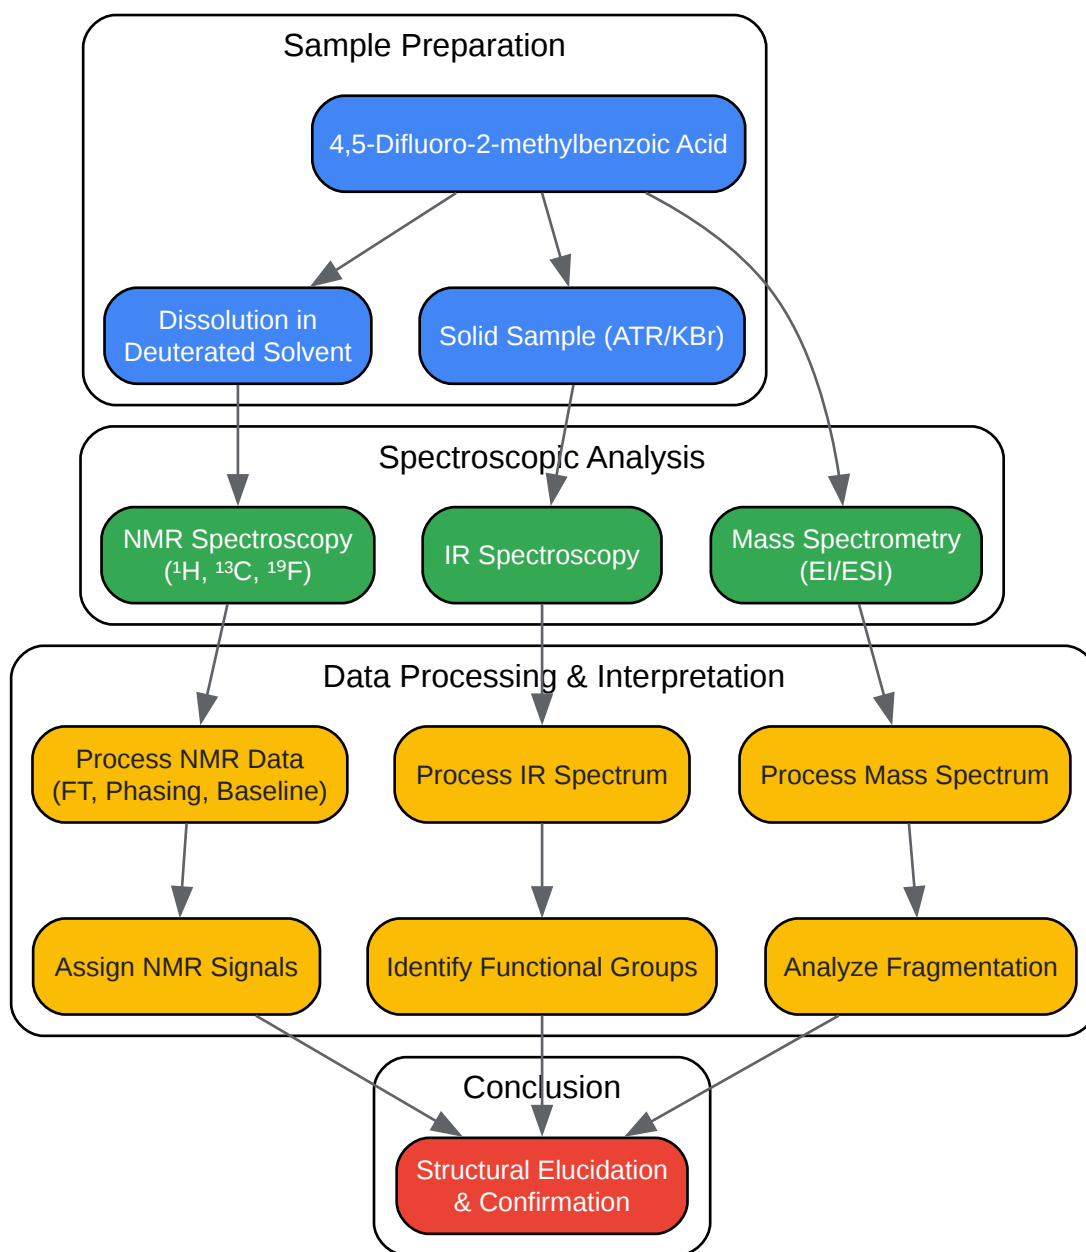 Sample Preparation
4,5-Difluoro-2-methylbenzoic Acid
Dissolution in
Deuterated Solvent
Solid Sample (ATR/KBr)
Spectroscopic Analysis
NMR Spectroscopy
(¹H, ¹³C, ¹⁹F)
IR Spectroscopy
Mass Spectrometry
(EI/ESI)
Data Processing & Interpretation
Process NMR Data
(FT, Phasing, Baseline)
Process IR Spectrum
Process Mass Spectrum
Assign NMR Signals
Identify Functional Groups
Analyze Fragmentation
Conclusion
Structural Elucidation
& Confirmation